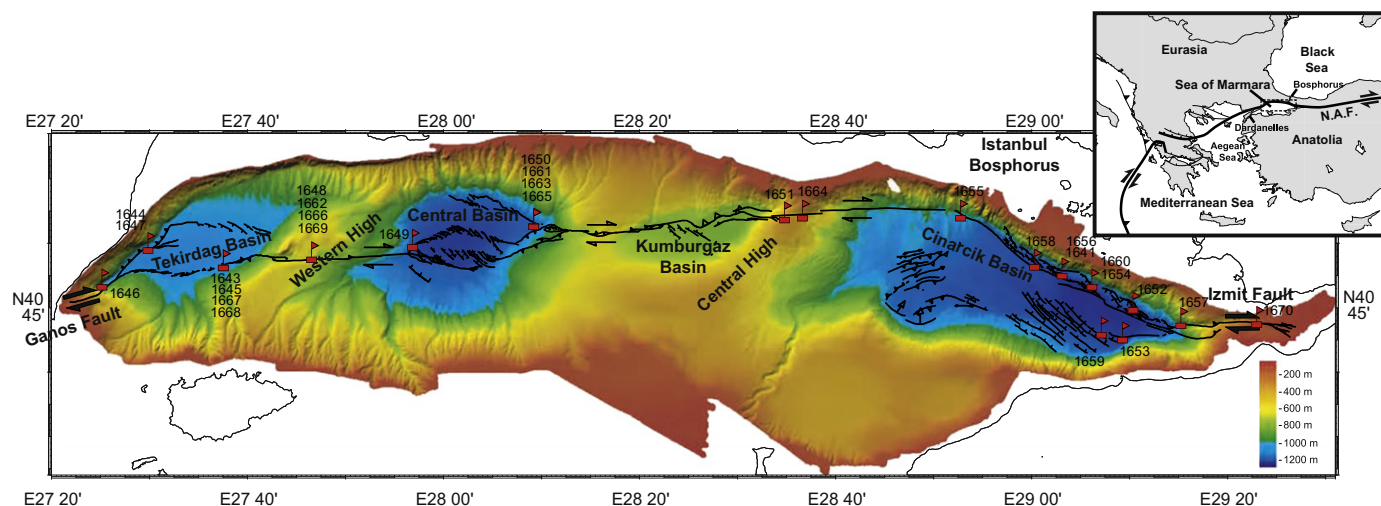 Eurasia
Black
Sea
Sea of Marmara
Bosphorus
N.A.F.
Dardanelles
Aegean
Sea
Anatolia
Mediterranean Sea
E27 20'
E27 40'
E28 00'
E28 20'
E28 40'
E29 00'
Istanbul
Bosphorus
1650
1661
1663
1665
1648
1662
1666
1669
1651
1664
1655
1644
1647
Tekirdag Basin
Western High
1649
Central Basin
Kumburgaz
Basin
Central High
Cinarcik Basin
1658
1656
1641
1660
1654
1652
1657
Izmit Fault
1670
N40
45'
N40
45'
1646
Ganos Fault
1643
1645
1667
1668
1659
1653
-200 m
-400 m
-600 m
-800 m
-1000 m
-1200 m
E27 20'
E27 40'
E28 00'
E28 20'
E28 40'
E29 00'
E29 20'